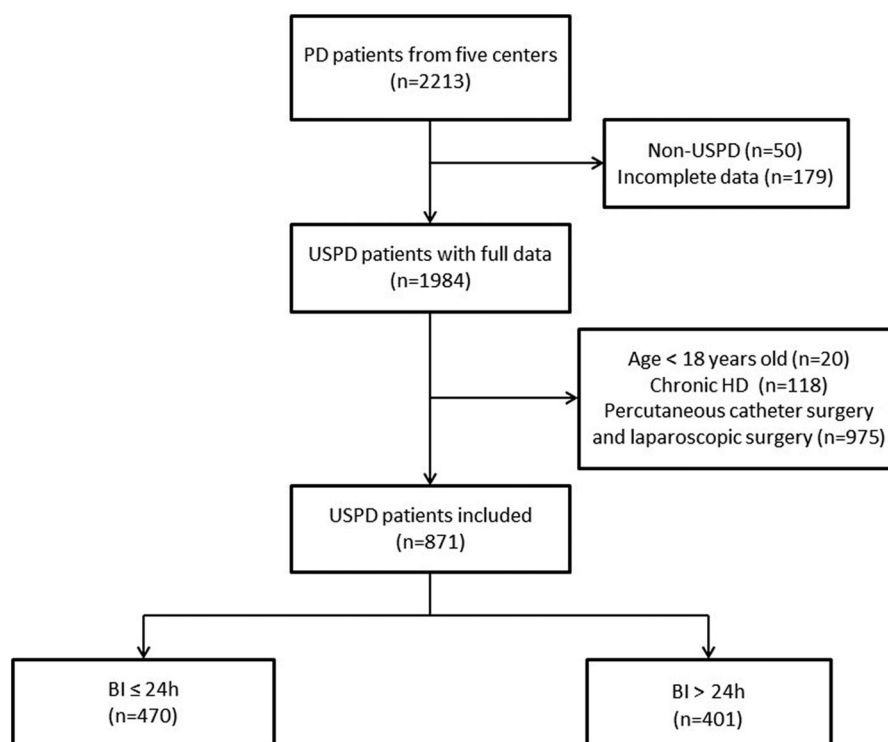 PD patients from five centers
(n=2213)
Non-USPD (n=50)
Incomplete data (n=179)
USPD patients with full data
(n=1984)
Age < 18 years old (n=20)
Chronic HD (n=118)
Percutaneous catheter surgery
and laparoscopic surgery (n=975)
USPD patients included
(n=871)
BI ≤ 24h
(n=470)
BI > 24h
(n=401)